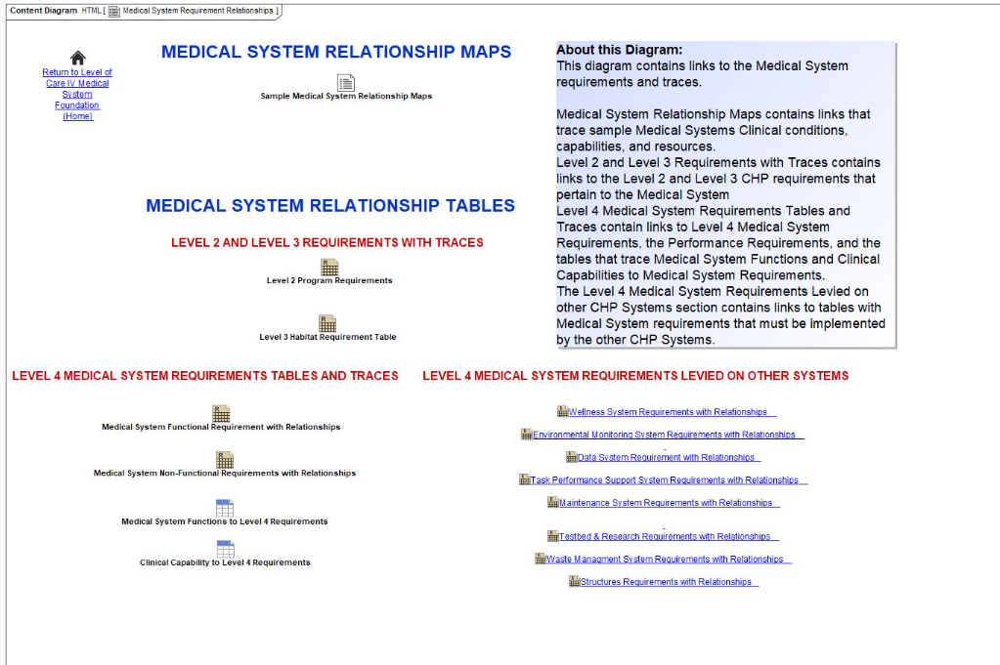 Content Diagram HTML [ Medical System Requirement Relationships ]
Return to Level of
Care IV Medical
System
Foundation
(Home)
MEDICAL SYSTEM RELATIONSHIP MAPS
Sample Medical System Relationship Maps
About this Diagram:
This diagram contains links to the Medical System
requirements and traces.
Medical System Relationship Maps contains links that
trace sample Medical Systems Clinical conditions,
capabilities, and resources.
Level 2 and Level 3 Requirements with Traces contains
links to the Level 2 and Level 3 CHP requirements that
pertain to the Medical System
Level 4 Medical System Requirements Tables and
Traces contain links to Level 4 Medical System
Requirements, the Performance Requirements, and the
tables that trace Medical System Functions and Clinical
Capabilities to Medical System Requirements.
The Level 4 Medical System Requirements Levied on
other CHP Systems section contains links to tables with
Medical System requirements that must be implemented
by the other CHP Systems.
MEDICAL SYSTEM RELATIONSHIP TABLES
LEVEL 2 AND LEVEL 3 REQUIREMENTS WITH TRACES
Level 2 Program Requirements
Level 3 Habitat Requirement Table
LEVEL 4 MEDICAL SYSTEM REQUIREMENTS TABLES AND TRACES
Medical System Functional Requirement with Relationships
Medical System Non-Functional Requirements with Relationships
Medical System Functions to Level 4 Requirements
Clinical Capability to Level 4 Requirements
LEVEL 4 MEDICAL SYSTEM REQUIREMENTS LEVIED ON OTHER SYSTEMS
Wellness System Requirements with Relationships
Environmental Monitoring System Requirements with Relationships
Data System Requirement with Relationships
Task Performance Support System Requirements with Relationships
Maintenance System Requirements with Relationships
Testbed & Research Requirements with Relationships
Waste Managment System Requirements with Relationships
Structures Requirements with Relationships